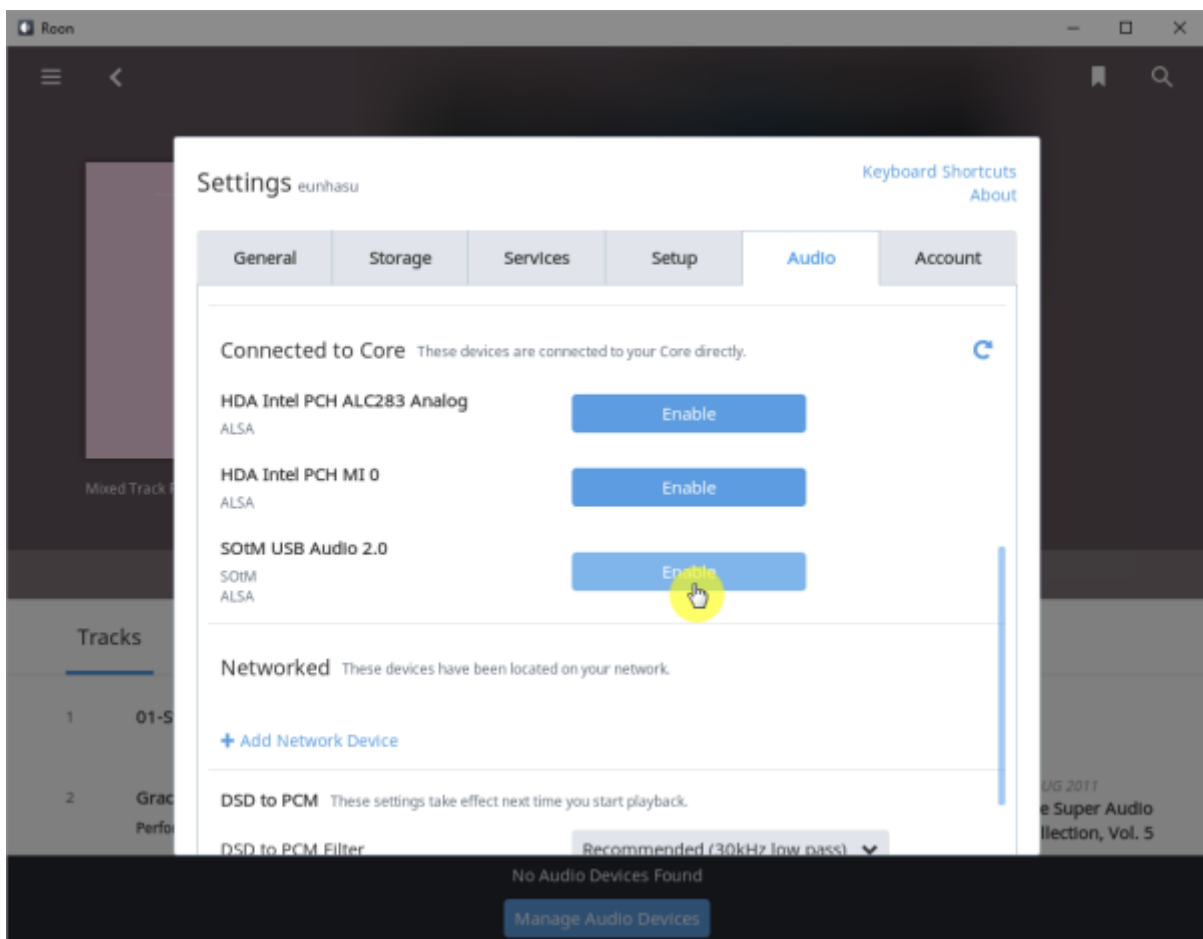 Roon
Settings eunhasu
Keyboard Shortcuts
About
General Storage Services Setup Audio Account
Connected to Core These devices are connected to your Core directly.
HDA Intel PCH ALC283 Analog
ALSA
Enable
HDA Intel PCH MI 0
ALSA
Enable
SOtM USB Audio 2.0
SOtM
ALSA
Enable
Networked These devices have been located on your network.
+ Add Network Device
DSD to PCM These settings take effect next time you start playback.
DSD to PCM Filter Recommended (30kHz low pass)
Mixed Track
Tracks
1 01-S
2 Grac
Perfo
UG 2011
e Super Audio
llection, Vol. 5
No Audio Devices Found
Manage Audio Devices